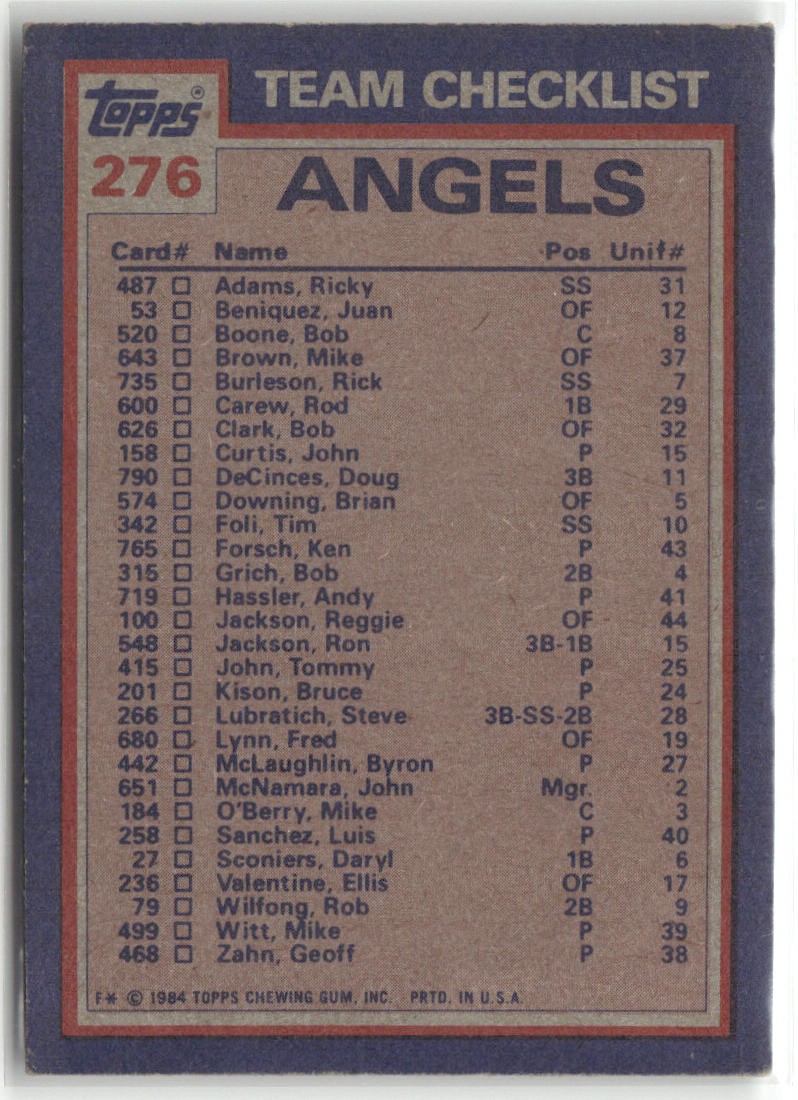 TOPPS® TEAM CHECKLIST
276 ANGELS
Card# Name Pos Unif#
487 □ Adams, Ricky SS 31
53 □ Beniquez, Juan OF 12
520 □ Boone, Bob C 8
643 □ Brown, Mike OF 37
735 □ Burleson, Rick SS 7
600 □ Carew, Rod 1B 29
626 □ Clark, Bob OF 32
158 □ Curtis, John P 15
790 □ DeCinces, Doug 3B 11
574 □ Downing, Brian OF 5
342 □ Foli, Tim SS 10
765 □ Forsch, Ken P 43
315 □ Grich, Bob 2B 4
719 □ Hassler, Andy P 41
100 □ Jackson, Reggie OF 44
548 □ Jackson, Ron 3B-1B 15
415 □ John, Tommy P 25
201 □ Kison, Bruce P 24
266 □ Lubratich, Steve 3B-SS-2B 28
680 □ Lynn, Fred OF 19
442 □ McLaughlin, Byron P 27
651 □ McNamara, John Mgr. 2
184 □ O'Berry, Mike C 3
258 □ Sanchez, Luis P 40
27 □ Sconiers, Daryl 1B 6
236 □ Valentine, Ellis OF 17
79 □ Wilfong, Rob 2B 9
499 □ Witt, Mike P 39
468 □ Zahn, Geoff P 38
F* © 1984 TOPPS CHEWING GUM, INC. PRTD. IN U.S.A.